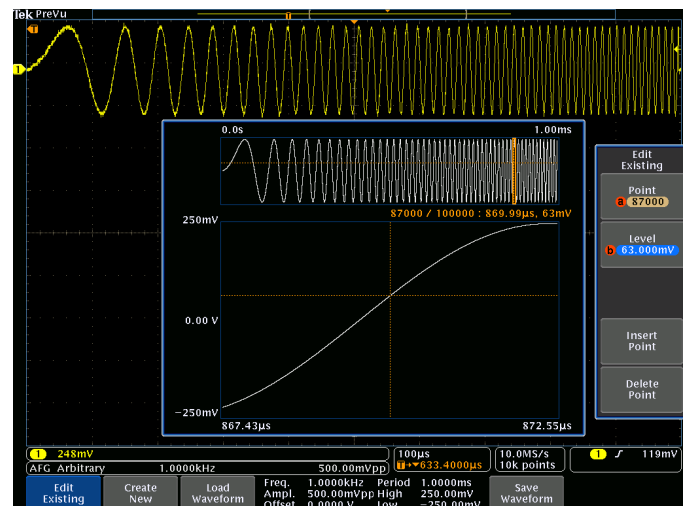 Tek PreVu
T
T
1
0.0s 1.00ms
87000 / 100000 : 869.99µs, 63mV
250mV
0.00 V
−250mV
867.43µs 872.55µs
Edit
Existing
Point
a 87000
Level
b 63.000mV
Insert
Point
Delete
Point
1 248mV
AFG Arbitrary 1.0000kHz 500.00mVpp
100µs
T→▼633.4000µs
10.0MS/s
10k points
1 119mV
Edit
Existing
Create
New
Load
Waveform
Freq. 1.0000kHz Period 1.0000ms
Ampl. 500.00mVpp High 250.00mV
Offset 0.0000 V Low −250.00mV
Save
Waveform